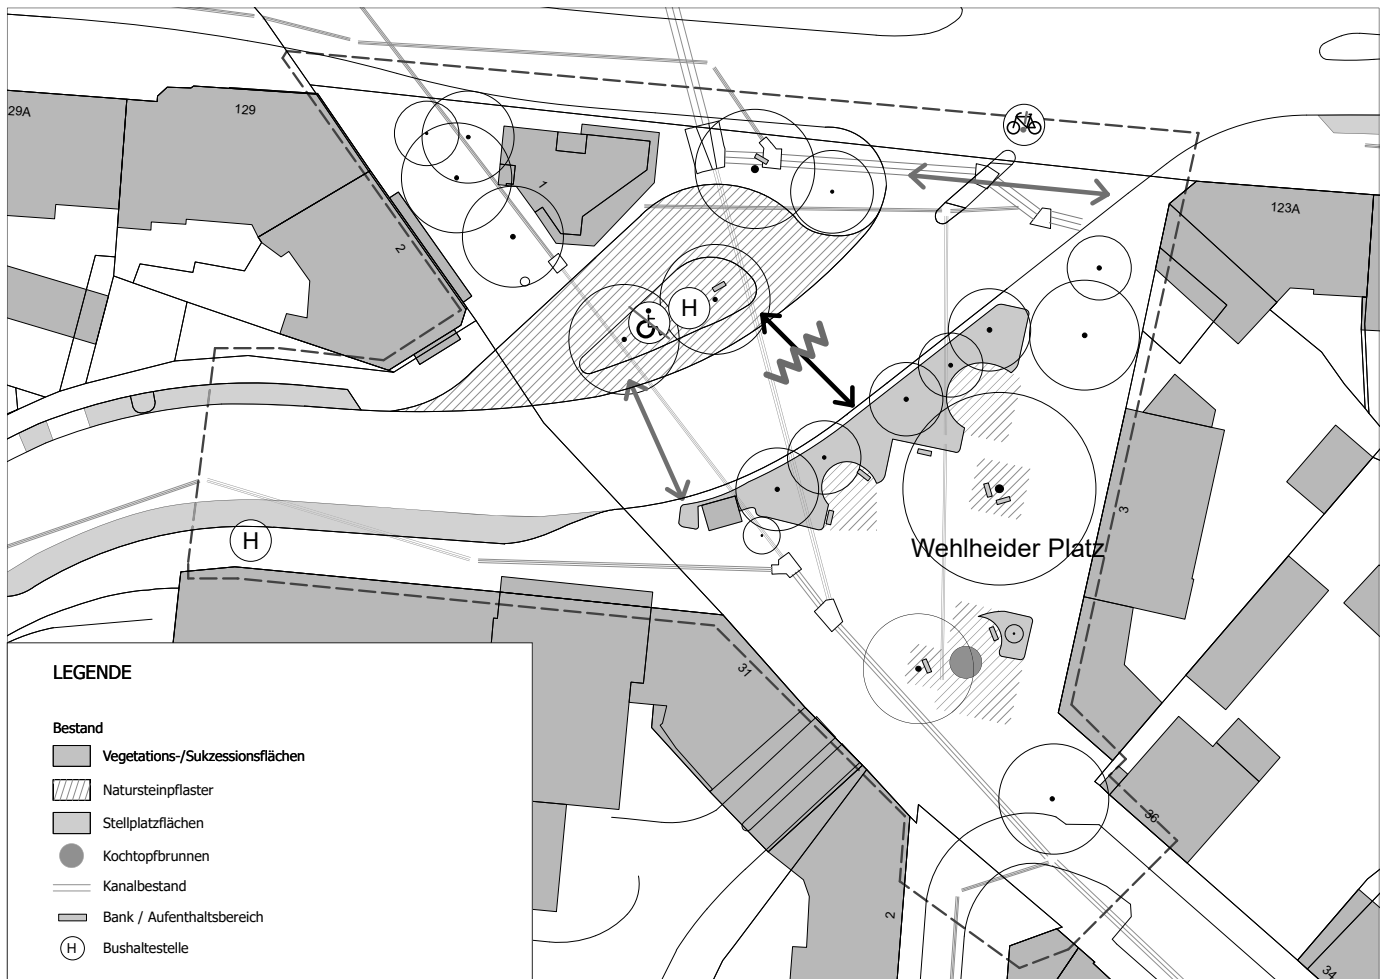 29A
129
1
2
123A
H
H
3
Wehlheider Platz
31
36
2
34
LEGENDE
Bestand
Vegetations-/Sukzessionsflächen
Natursteinpflaster
Stellplatzflächen
Kochtopfbrunnen
Kanalbestand
Bank / Aufenthaltsbereich
H Bushaltestelle